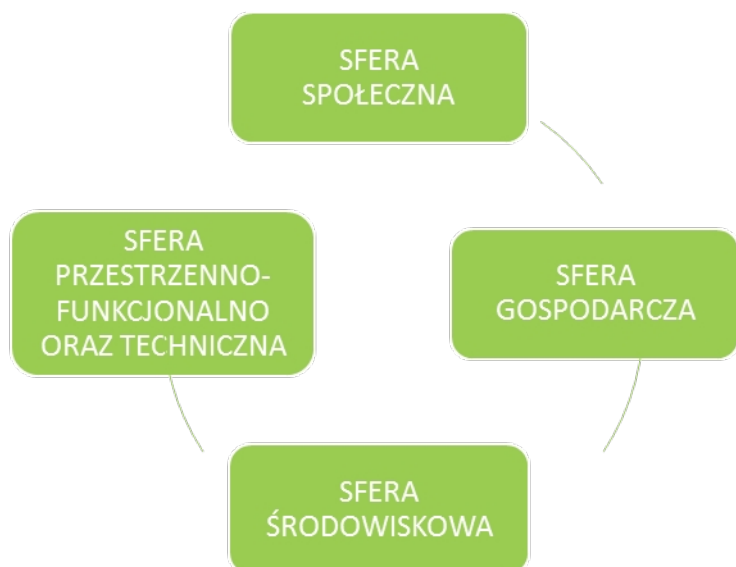 SFERA
SPOŁECZNA
SFERA
PRZESTRZENNO-
FUNKCJONALNO
ORAZ TECHNICZNA
SFERA
GOSPODARCZA
SFERA
ŚRODOWISKOWA